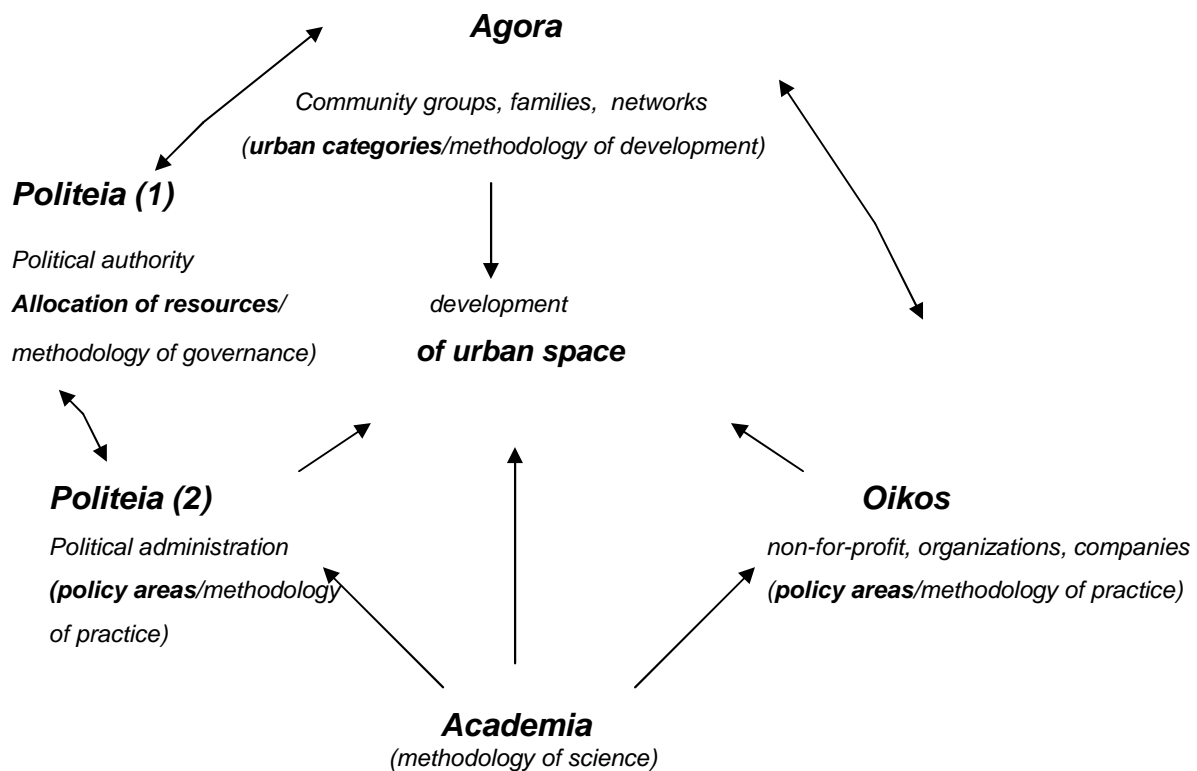 Agora
Community groups, families, networks
(urban categories/methodology of development)
Politeia (1)
Political authority
Allocation of resources/
methodology of governance)
development
of urban space
Politeia (2)
Political administration
(policy areas/methodology
of practice)
Oikos
non-for-profit, organizations, companies
(policy areas/methodology of practice)
Academia
(methodology of science)